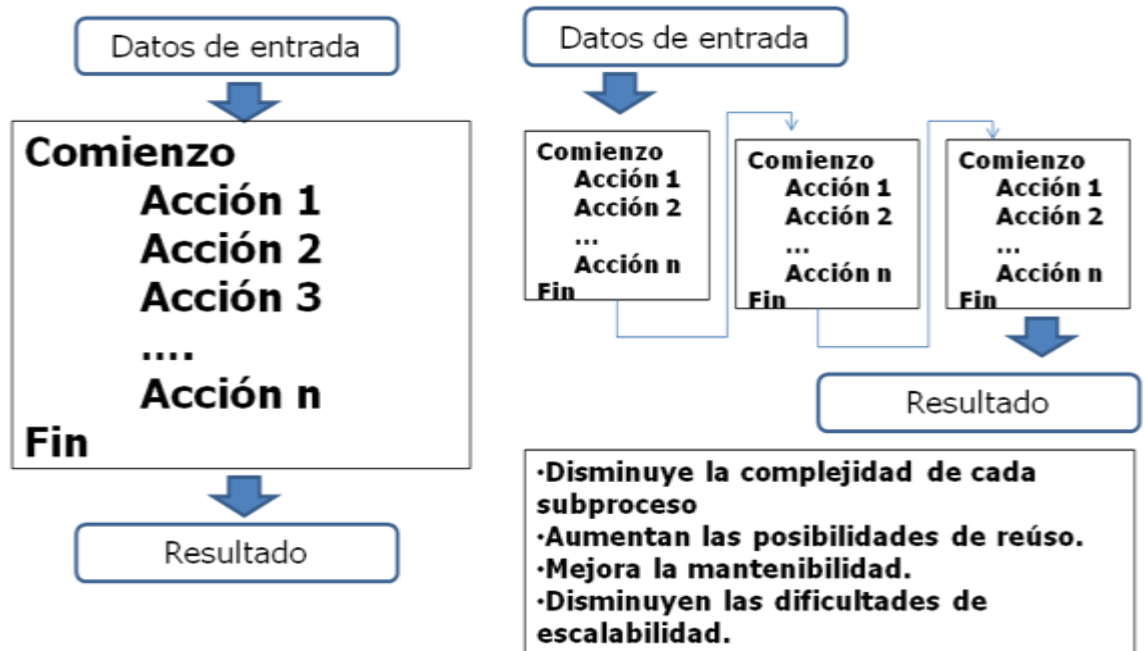 Datos de entrada
Comienzo
Acción 1
Acción 2
Acción 3
....
Acción n
Fin
Resultado
Datos de entrada
Comienzo
Acción 1
Acción 2
...
Acción n
Fin
Comienzo
Acción 1
Acción 2
...
Acción n
Fin
Comienzo
Acción 1
Acción 2
...
Acción n
Fin
Resultado
·Disminuye la complejidad de cada
subproceso
·Aumentan las posibilidades de reúso.
·Mejora la mantenibilidad.
·Disminuyen las dificultades de
escalabilidad.